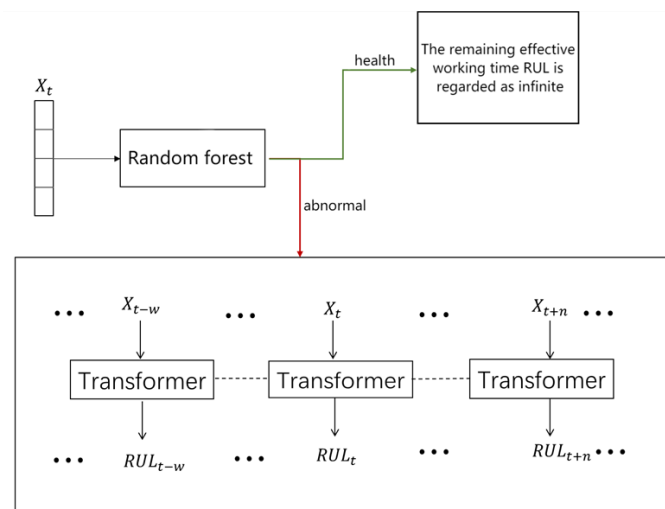 The remaining effective
working time RUL is
regarded as infinite
health
X_t
Random forest
abnormal
••• X_{t-w} ••• X_t ••• X_{t+n} •••
Transformer Transformer Transformer
••• RUL_{t-w} ••• RUL_t ••• RUL_{t+n} •••